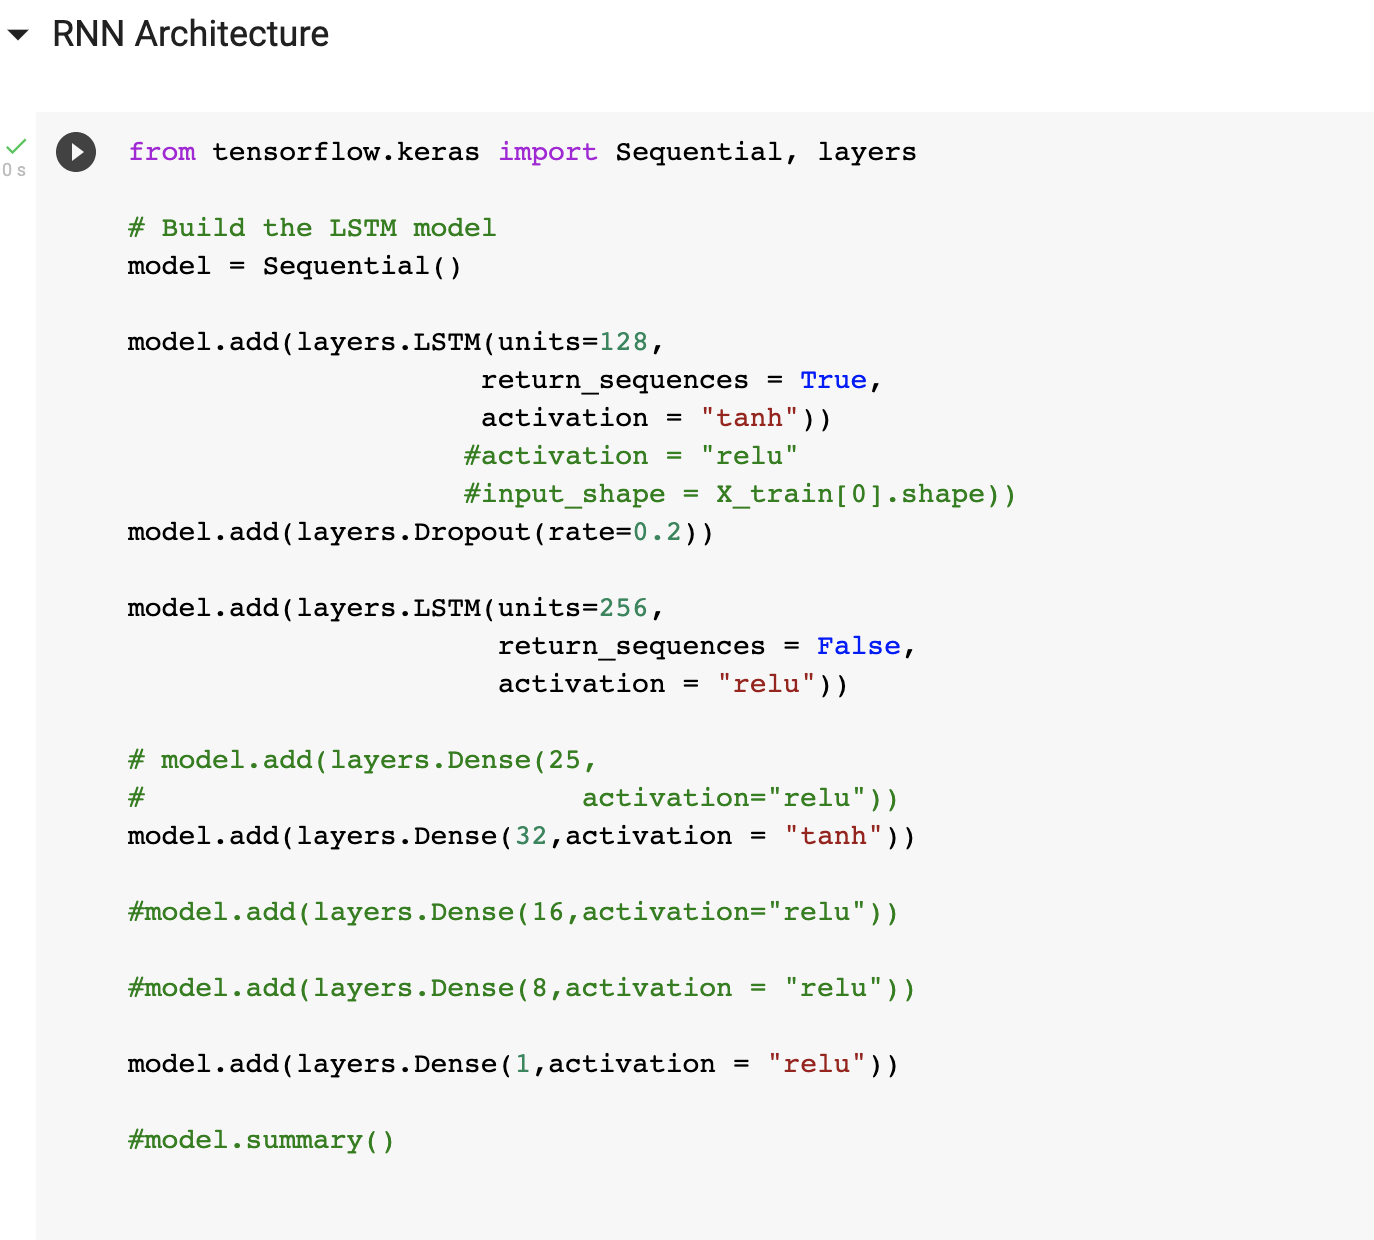 RNN Architecture
0 s
from tensorflow.keras import Sequential, layers
# Build the LSTM model
model = Sequential()
model.add(layers.LSTM(units=128,
return_sequences = True,
activation = "tanh"))
#activation = "relu"
#input_shape = X_train[0].shape))
model.add(layers.Dropout(rate=0.2))
model.add(layers.LSTM(units=256,
return_sequences = False,
activation = "relu"))
# model.add(layers.Dense(25,
# activation="relu"))
model.add(layers.Dense(32,activation = "tanh"))
#model.add(layers.Dense(16,activation="relu"))
#model.add(layers.Dense(8,activation = "relu"))
model.add(layers.Dense(1,activation = "relu"))
#model.summary()